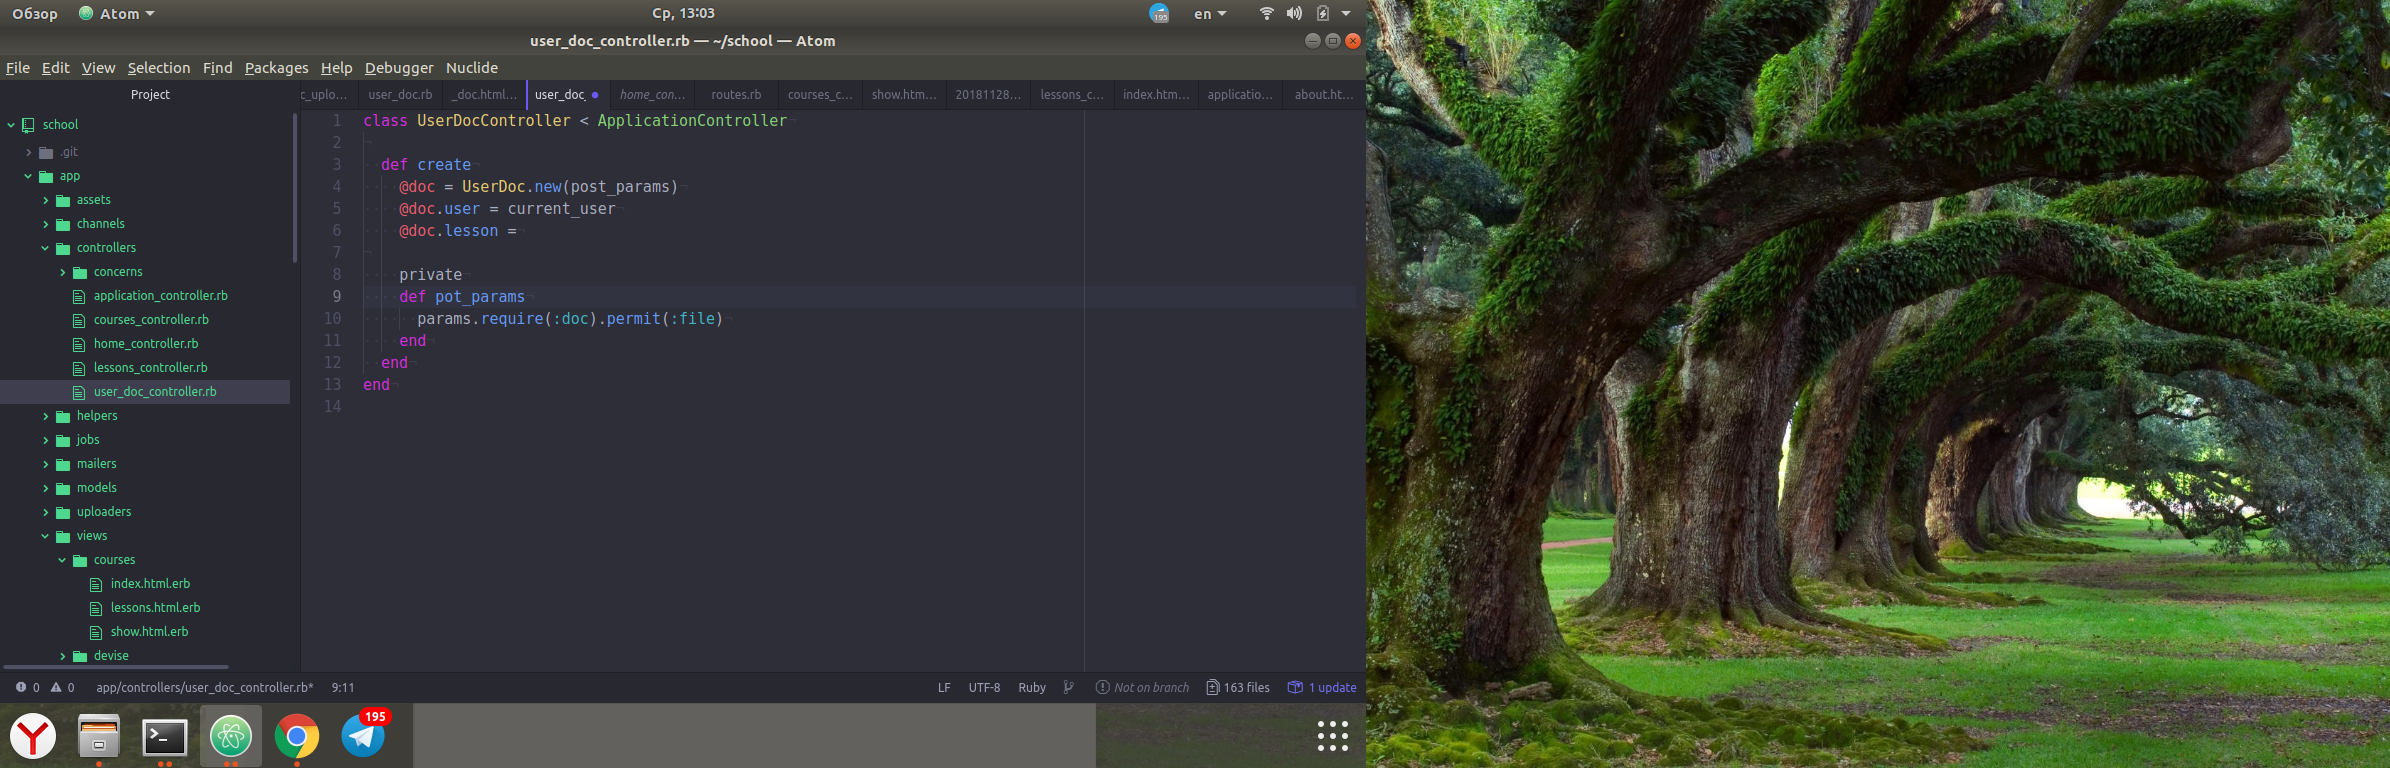 Обзор Atom Ср, 13:03 195 en
user_doc_controller.rb — ~/school — Atom
File Edit View Selection Find Packages Help Debugger Nuclide
Project
c_uplo... user_doc.rb _doc.html... user_doc_ home_con... routes.rb courses_c... show.htm... 20181128... lessons_c... index.htm... applicatio... about.ht...
school
.git
app
assets
channels
controllers
concerns
application_controller.rb
courses_controller.rb
home_controller.rb
lessons_controller.rb
user_doc_controller.rb
helpers
jobs
mailers
models
uploaders
views
courses
index.html.erb
lessons.html.erb
show.html.erb
devise
1 class UserDocController < ApplicationController
2
3 def create
4 @doc = UserDoc.new(post_params)
5 @doc.user = current_user
6 @doc.lesson =
7
8 private
9 def pot_params
10 params.require(:doc).permit(:file)
11 end
12 end
13 end
14
0 0 app/controllers/user_doc_controller.rb* 9:11 LF UTF-8 Ruby Not on branch 163 files 1 update
195